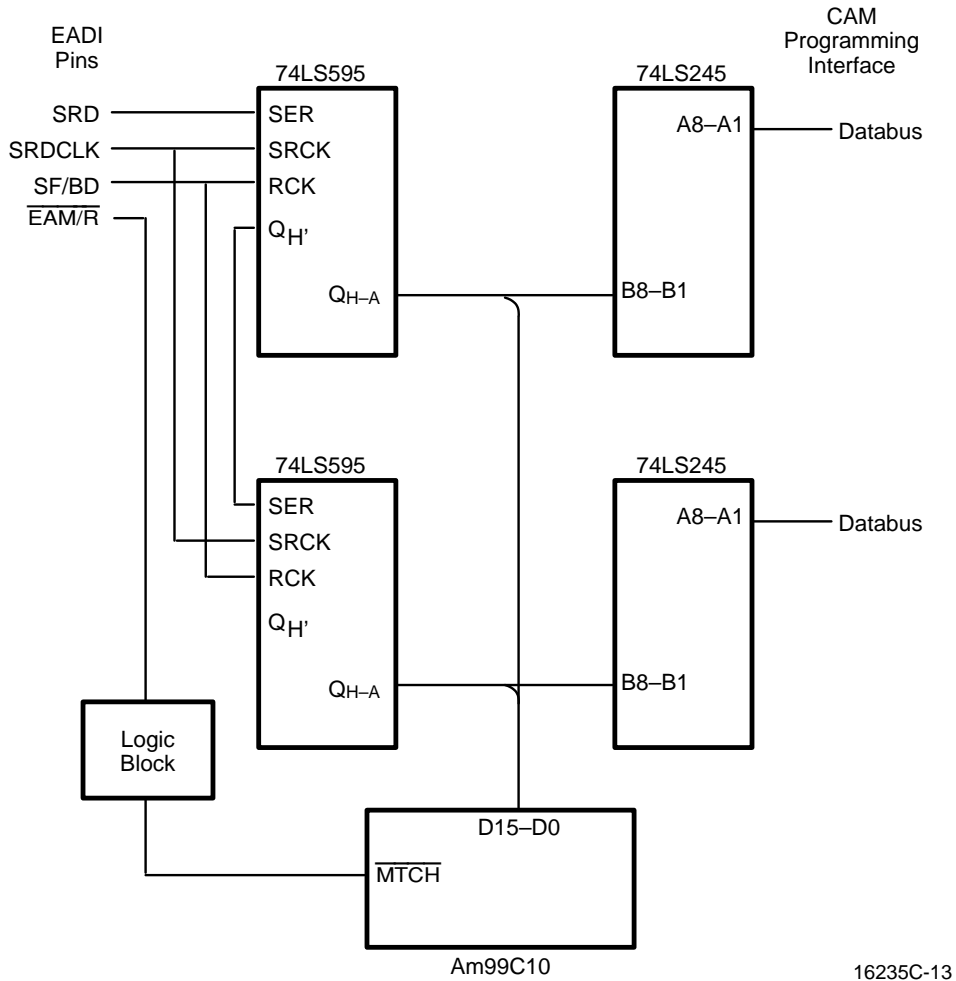 EADI
Pins
SRD
SRDCLK
SF/BD
EAM/R
74LS595
SER
SRCK
RCK
QH'
QH–A
74LS245
A8–A1
B8–B1
CAM
Programming
Interface
Databus
74LS595
SER
SRCK
RCK
QH'
QH–A
74LS245
A8–A1
B8–B1
Databus
Logic
Block
D15–D0
MTCH
Am99C10
16235C-13